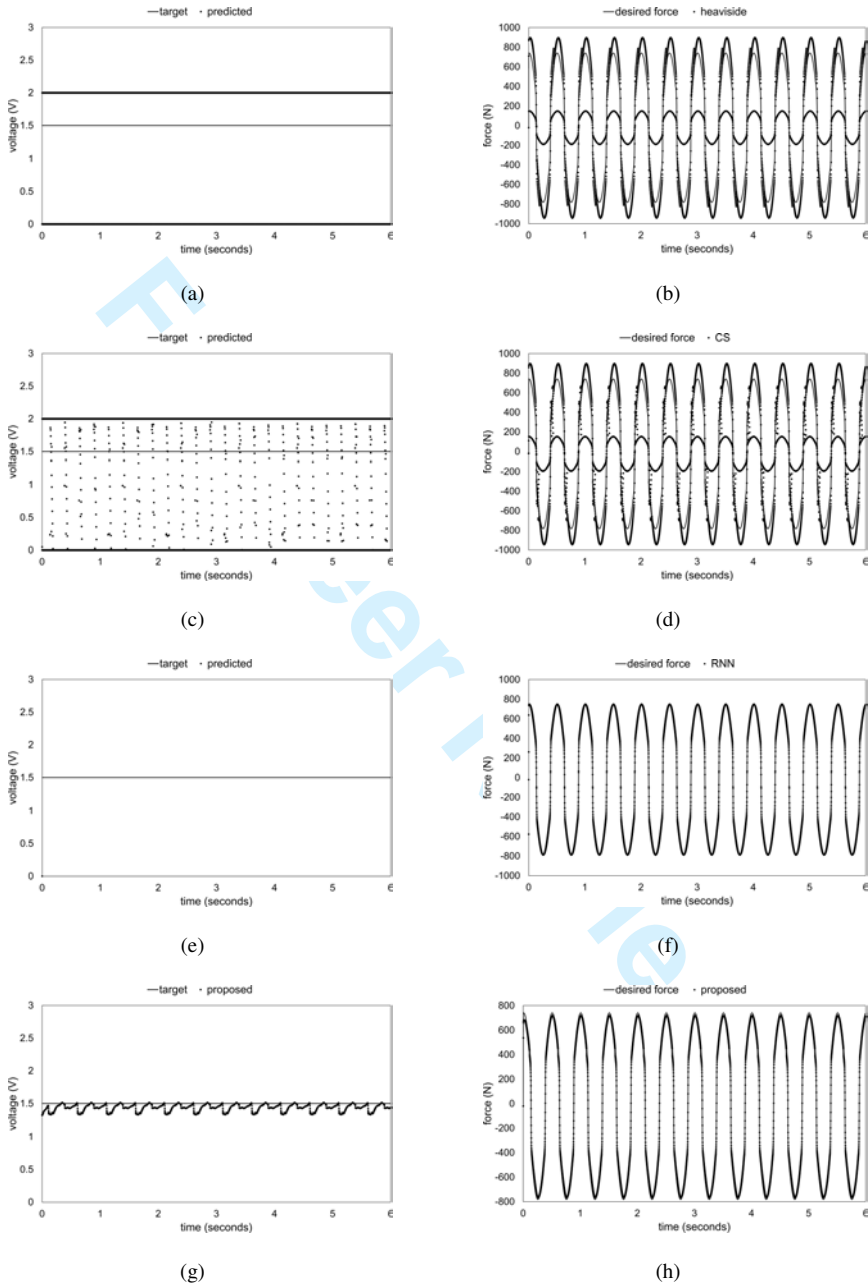 —target · predicted
voltage (V)
3
2.5
2
1.5
1
0.5
0
0 1 2 3 4 5 6
time (seconds)
(a)
—desired force · heaviside
force (N)
1000
800
600
400
200
0
-200
-400
-600
-800
-1000
0 1 2 3 4 5 6
time (seconds)
(b)
—target · predicted
voltage (V)
3
2.5
2
1.5
1
0.5
0
0 1 2 3 4 5 6
time (seconds)
(c)
—desired force · CS
force (N)
1000
800
600
400
200
0
-200
-400
-600
-800
-1000
0 1 2 3 4 5 6
time (seconds)
(d)
—target · predicted
voltage (V)
3
2.5
2
1.5
1
0.5
0
0 1 2 3 4 5 6
time (seconds)
(e)
—desired force · RNN
force (N)
1000
800
600
400
200
0
-200
-400
-600
-800
-1000
0 1 2 3 4 5 6
time (seconds)
(f)
—target · proposed
voltage (V)
3
2.5
2
1.5
1
0.5
0
0 1 2 3 4 5 6
time (seconds)
(g)
—desired force · proposed
force (N)
800
600
400
200
0
-200
-400
-600
-800
0 1 2 3 4 5 6
time (seconds)
(h)